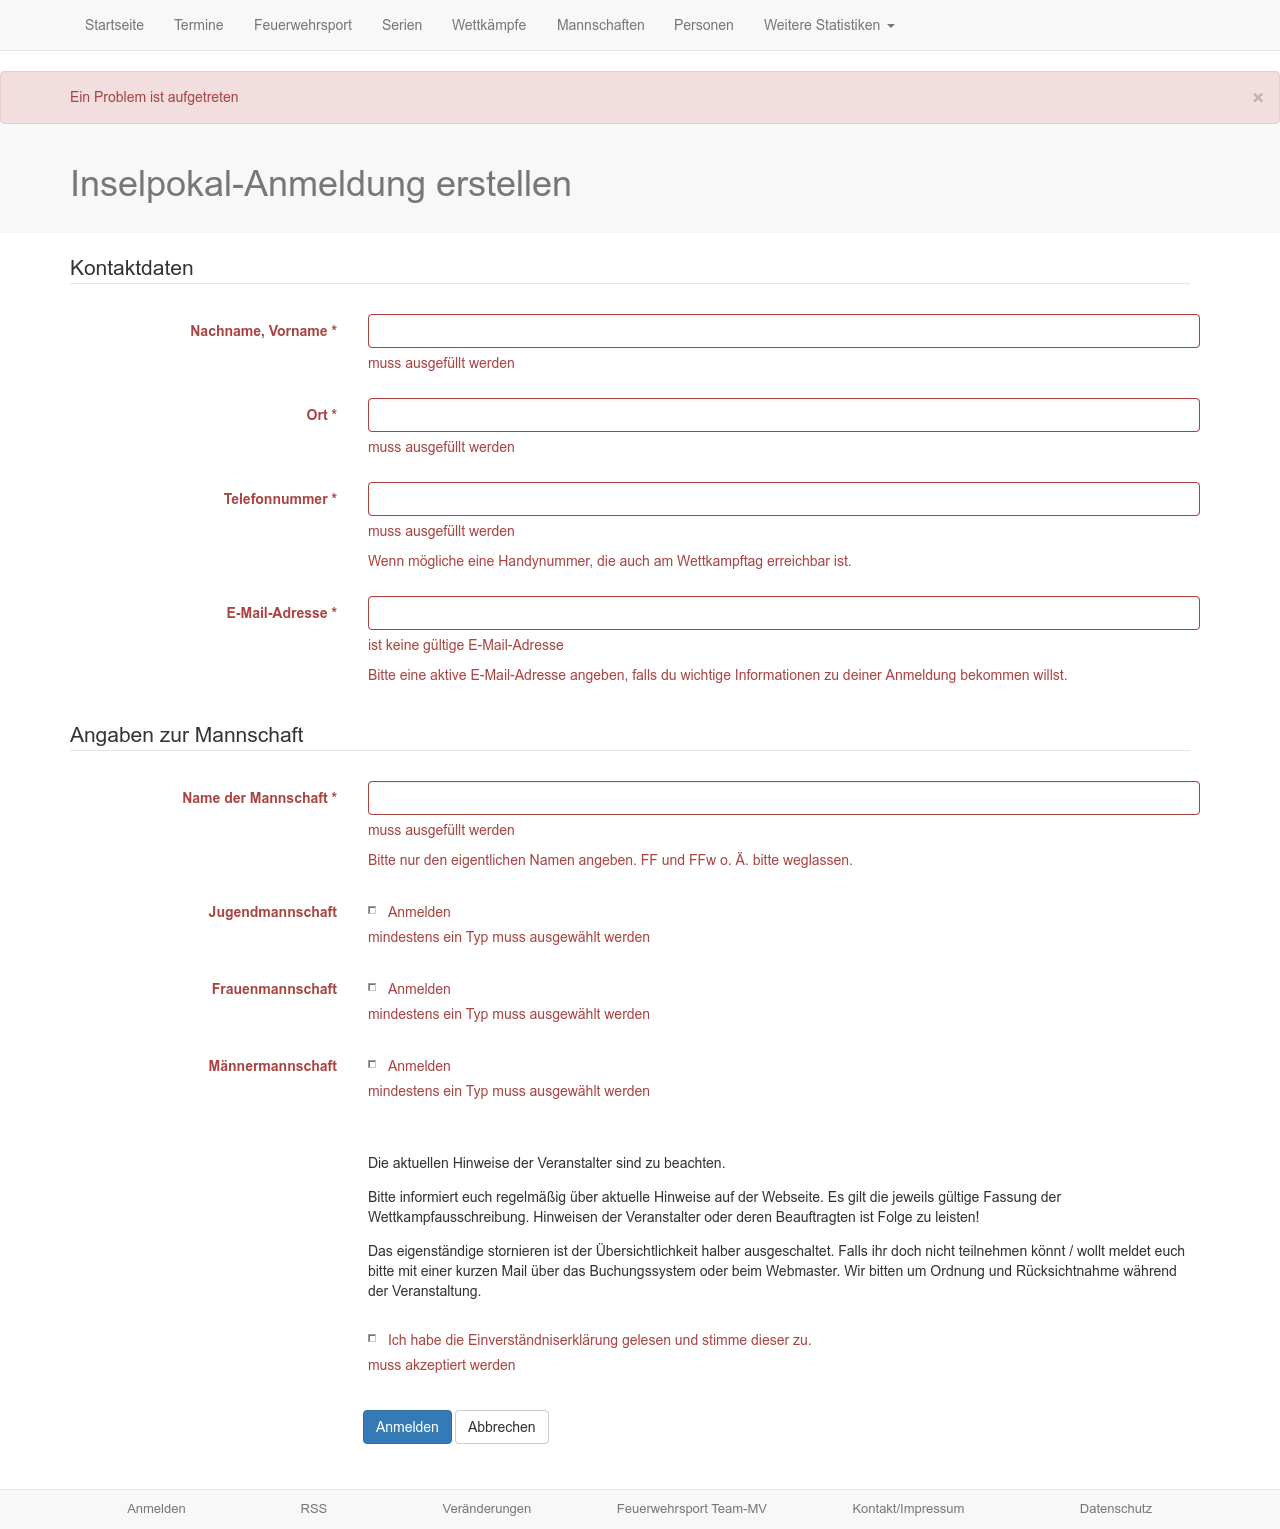 Startseite Termine Feuerwehrsport Serien Wettkämpfe Mannschaften Personen Weitere Statistiken
Ein Problem ist aufgetreten ×
Inselpokal-Anmeldung erstellen
Kontaktdaten
Nachname, Vorname *
muss ausgefüllt werden
Ort *
muss ausgefüllt werden
Telefonnummer *
muss ausgefüllt werden
Wenn mögliche eine Handynummer, die auch am Wettkampftag erreichbar ist.
E-Mail-Adresse *
ist keine gültige E-Mail-Adresse
Bitte eine aktive E-Mail-Adresse angeben, falls du wichtige Informationen zu deiner Anmeldung bekommen willst.
Angaben zur Mannschaft
Name der Mannschaft *
muss ausgefüllt werden
Bitte nur den eigentlichen Namen angeben. FF und FFw o. Ä. bitte weglassen.
Jugendmannschaft Anmelden
mindestens ein Typ muss ausgewählt werden
Frauenmannschaft Anmelden
mindestens ein Typ muss ausgewählt werden
Männermannschaft Anmelden
mindestens ein Typ muss ausgewählt werden
Die aktuellen Hinweise der Veranstalter sind zu beachten.
Bitte informiert euch regelmäßig über aktuelle Hinweise auf der Webseite. Es gilt die jeweils gültige Fassung der
Wettkampfausschreibung. Hinweisen der Veranstalter oder deren Beauftragten ist Folge zu leisten!
Das eigenständige stornieren ist der Übersichtlichkeit halber ausgeschaltet. Falls ihr doch nicht teilnehmen könnt / wollt meldet euch
bitte mit einer kurzen Mail über das Buchungssystem oder beim Webmaster. Wir bitten um Ordnung und Rücksichtnahme während
der Veranstaltung.
Ich habe die Einverständniserklärung gelesen und stimme dieser zu.
muss akzeptiert werden
Anmelden Abbrechen
Anmelden RSS Veränderungen Feuerwehrsport Team-MV Kontakt/Impressum Datenschutz